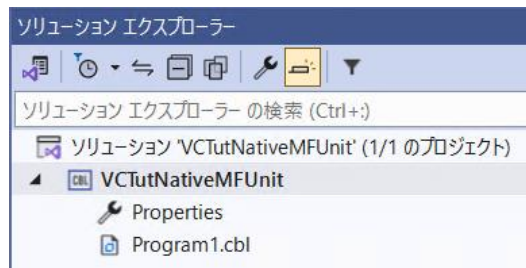 ソリューション エクスプローラー
ソリューション エクスプローラー の検索 (Ctrl+:)
ソリューション 'VCTutNativeMFUnit' (1/1 のプロジェクト)
CBL VCTutNativeMFUnit
Properties
Program1.cbl